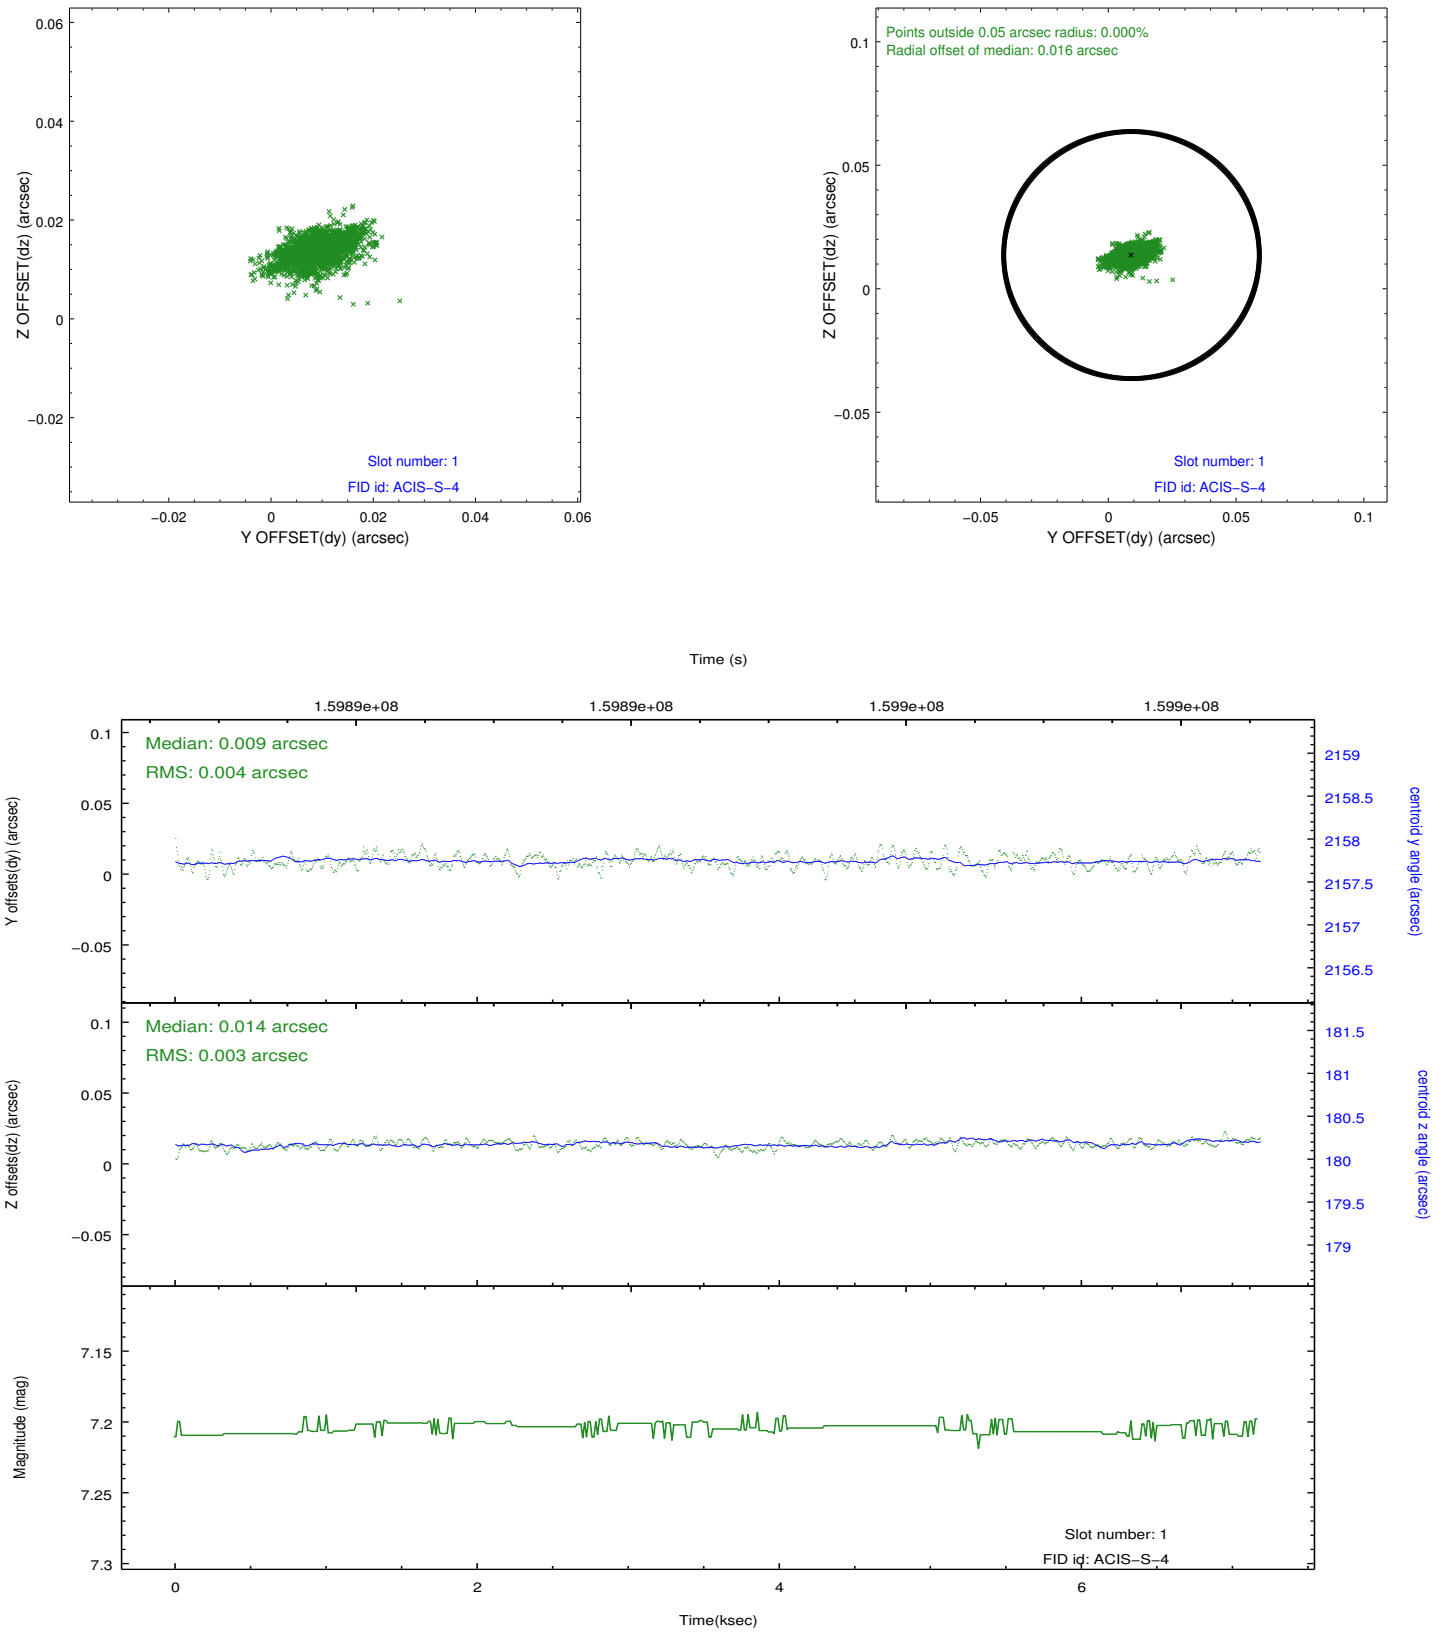 0.06
0.04
0.02
0
−0.02
Z OFFSET(dz) (arcsec)
Slot number: 1
FID id: ACIS−S−4
−0.02 0 0.02 0.04 0.06
Y OFFSET(dy) (arcsec)
Points outside 0.05 arcsec radius: 0.000%
Radial offset of median: 0.016 arcsec
0.1
0.05
0
−0.05
Z OFFSET(dz) (arcsec)
Slot number: 1
FID id: ACIS−S−4
−0.05 0 0.05 0.1
Y OFFSET(dy) (arcsec)
Time (s)
1.5989e+08 1.5989e+08 1.599e+08 1.599e+08
Median: 0.009 arcsec
RMS: 0.004 arcsec
0.1
0.05
0
−0.05
Y offsets(dy) (arcsec)
2159
2158.5
2158
2157.5
2157
2156.5
centroid y angle (arcsec)
Median: 0.014 arcsec
RMS: 0.003 arcsec
0.1
0.05
0
−0.05
Z offsets(dz) (arcsec)
181.5
181
180.5
180
179.5
179
centroid z angle (arcsec)
7.15
7.2
7.25
7.3
Magnitude (mag)
Slot number: 1
FID id: ACIS−S−4
0 2 4 6
Time(ksec)